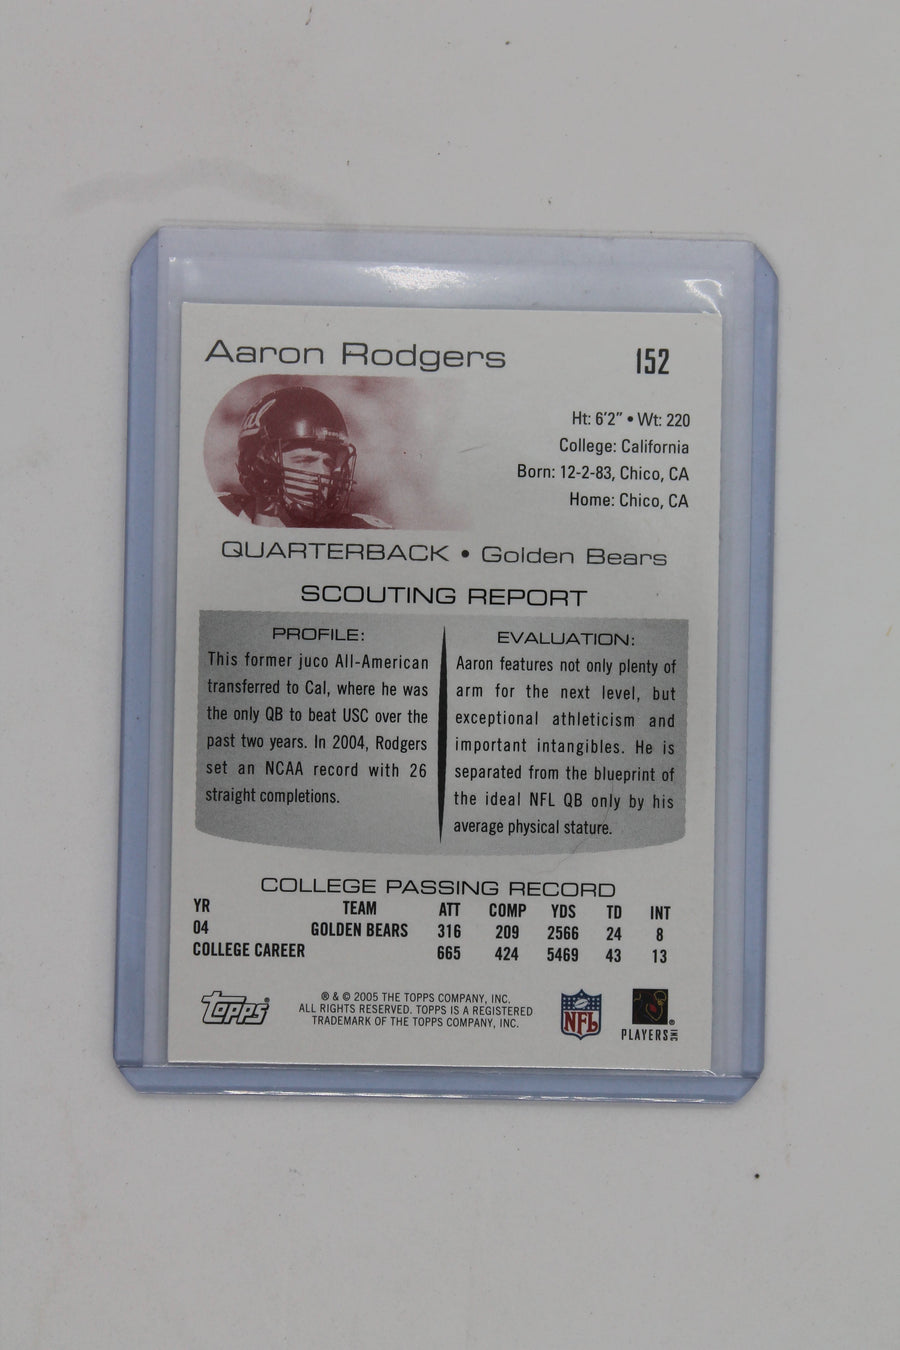 Aaron Rodgers
152
Cal
Ht: 6'2" • Wt: 220
College: California
Born: 12-2-83, Chico, CA
Home: Chico, CA
QUARTERBACK • Golden Bears
SCOUTING REPORT
PROFILE:
This former juco All-American
transferred to Cal, where he was
the only QB to beat USC over the
past two years. In 2004, Rodgers
set an NCAA record with 26
straight completions.
EVALUATION:
Aaron features not only plenty of
arm for the next level, but
exceptional athleticism and
important intangibles. He is
separated from the blueprint of
the ideal NFL QB only by his
average physical stature.
COLLEGE PASSING RECORD
YR TEAM ATT COMP YDS TD INT
04 GOLDEN BEARS 316 209 2566 24 8
COLLEGE CAREER 665 424 5469 43 13
topps®
® & © 2005 THE TOPPS COMPANY, INC.
ALL RIGHTS RESERVED. TOPPS IS A REGISTERED
TRADEMARK OF THE TOPPS COMPANY, INC.
NFL
®
PLAYERS INC